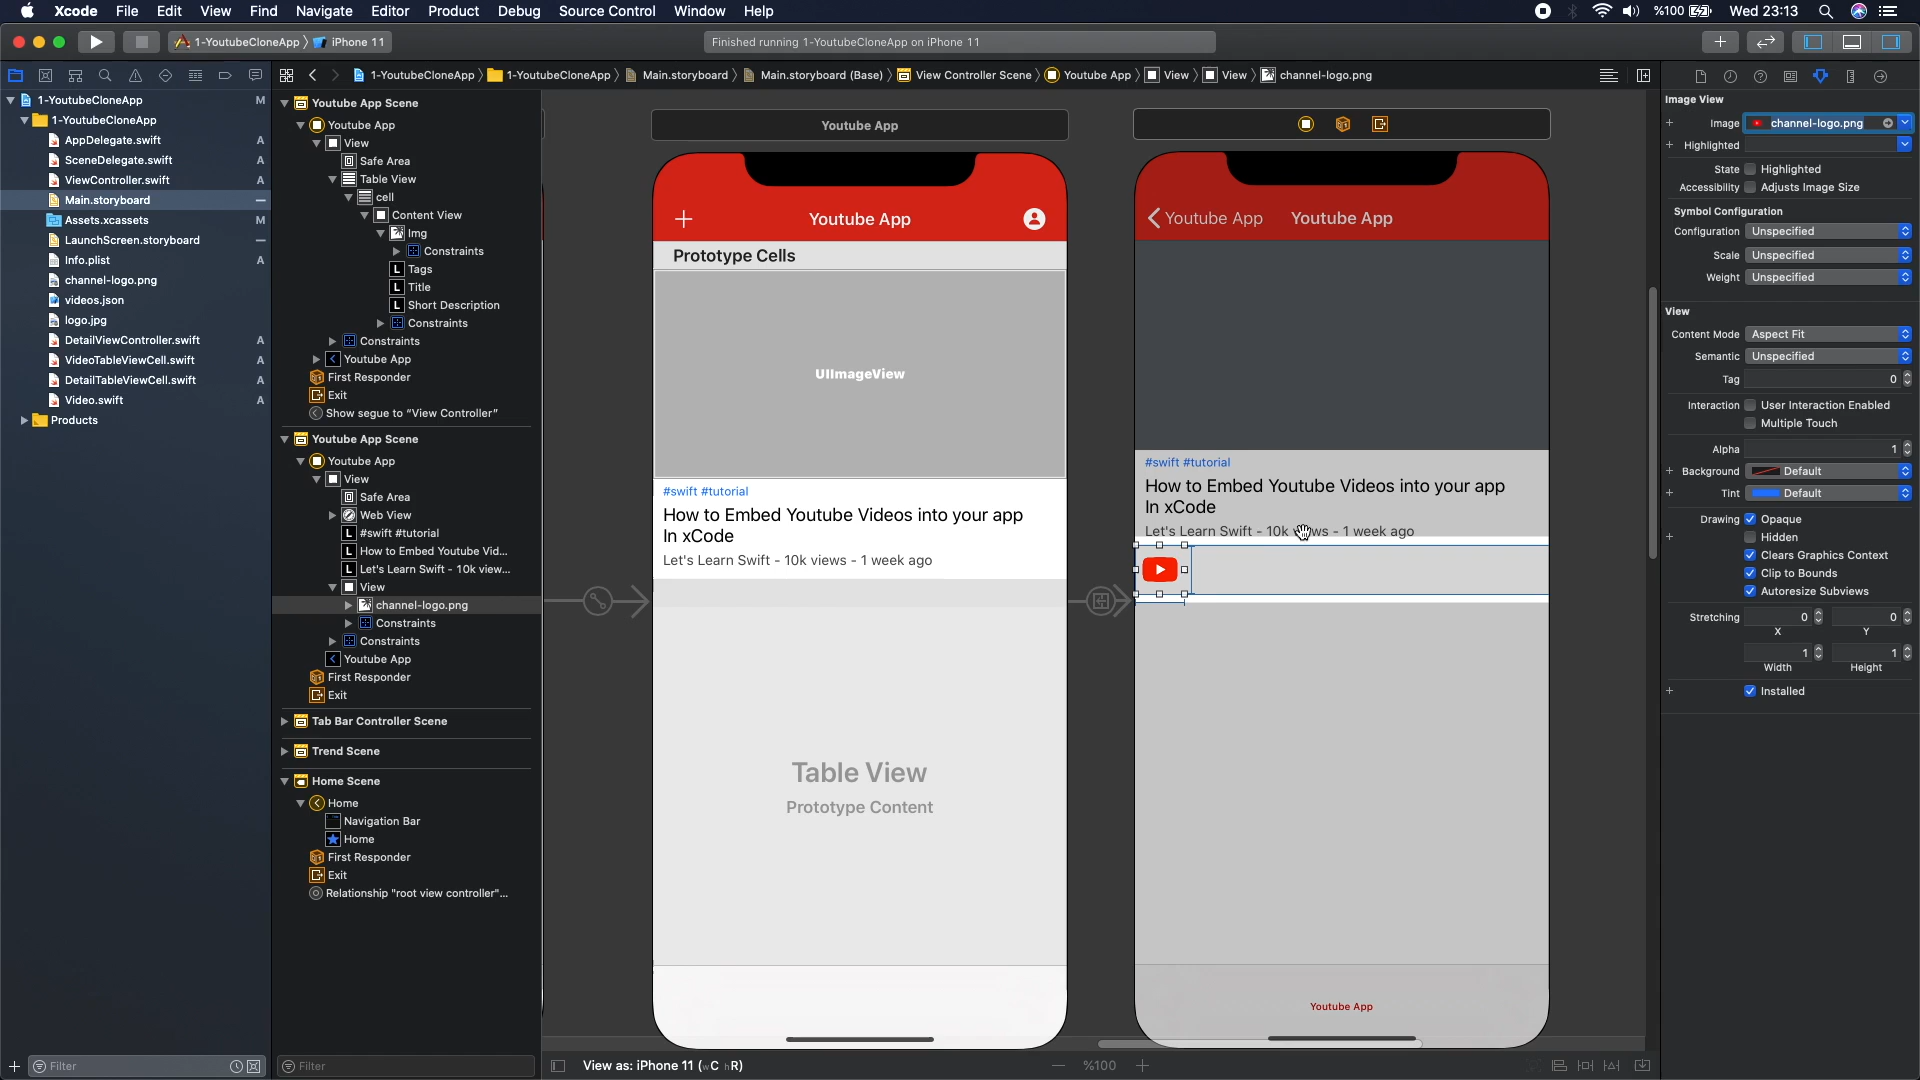 Xcode File Edit View Find Navigate Editor Product Debug Source Control Window Help
%100 Wed 23:13
1-YoutubeCloneApp iPhone 11
Finished running 1-YoutubeCloneApp on iPhone 11
1-YoutubeCloneApp 1-YoutubeCloneApp Main.storyboard Main.storyboard (Base) View Controller Scene Youtube App View View channel-logo.png
1-YoutubeCloneApp M
1-YoutubeCloneApp
AppDelegate.swift A
SceneDelegate.swift A
ViewController.swift A
Main.storyboard
Assets.xcassets M
LaunchScreen.storyboard
Info.plist A
channel-logo.png
videos.json
logo.jpg
DetailViewController.swift A
VideoTableViewCell.swift A
DetailTableViewCell.swift A
Video.swift A
Products
Filter
Youtube App Scene
Youtube App
View
Safe Area
Table View
cell
Content View
Img
Constraints
L Tags
L Title
L Short Description
Constraints
Constraints
Youtube App
First Responder
Exit
Show segue to "View Controller"
Youtube App Scene
Youtube App
View
Safe Area
Web View
L #swift #tutorial
L How to Embed Youtube Vid...
L Let's Learn Swift - 10k view...
View
channel-logo.png
Constraints
Constraints
Youtube App
First Responder
Exit
Tab Bar Controller Scene
Trend Scene
Home Scene
Home
Navigation Bar
Home
First Responder
Exit
Relationship "root view controller"...
Filter
Youtube App
Youtube App
Prototype Cells
UIImageView
#swift #tutorial
How to Embed Youtube Videos into your app
In xCode
Let's Learn Swift - 10k views - 1 week ago
Table View
Prototype Content
Youtube App Youtube App
#swift #tutorial
How to Embed Youtube Videos into your app
In xCode
Let's Learn Swift - 10k views - 1 week ago
Youtube App
View as: iPhone 11 (wC hR)
%100
Image View
Image channel-logo.png
Highlighted
State Highlighted
Accessibility Adjusts Image Size
Symbol Configuration
Configuration Unspecified
Scale Unspecified
Weight Unspecified
View
Content Mode Aspect Fit
Semantic Unspecified
Tag 0
Interaction User Interaction Enabled
Multiple Touch
Alpha 1
Background Default
Tint Default
Drawing Opaque
Hidden
Clears Graphics Context
Clip to Bounds
Autoresize Subviews
Stretching 0 0
X Y
1 1
Width Height
Installed